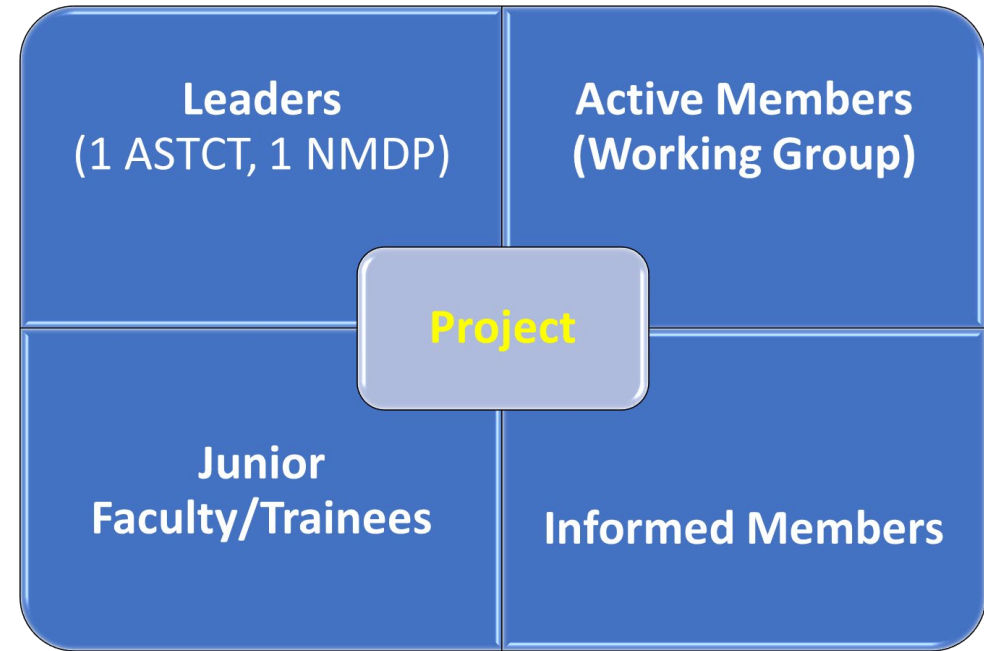 Leaders
(1 ASTCT, 1 NMDP)
Active Members
(Working Group)
Project
Junior
Faculty/Trainees
Informed Members